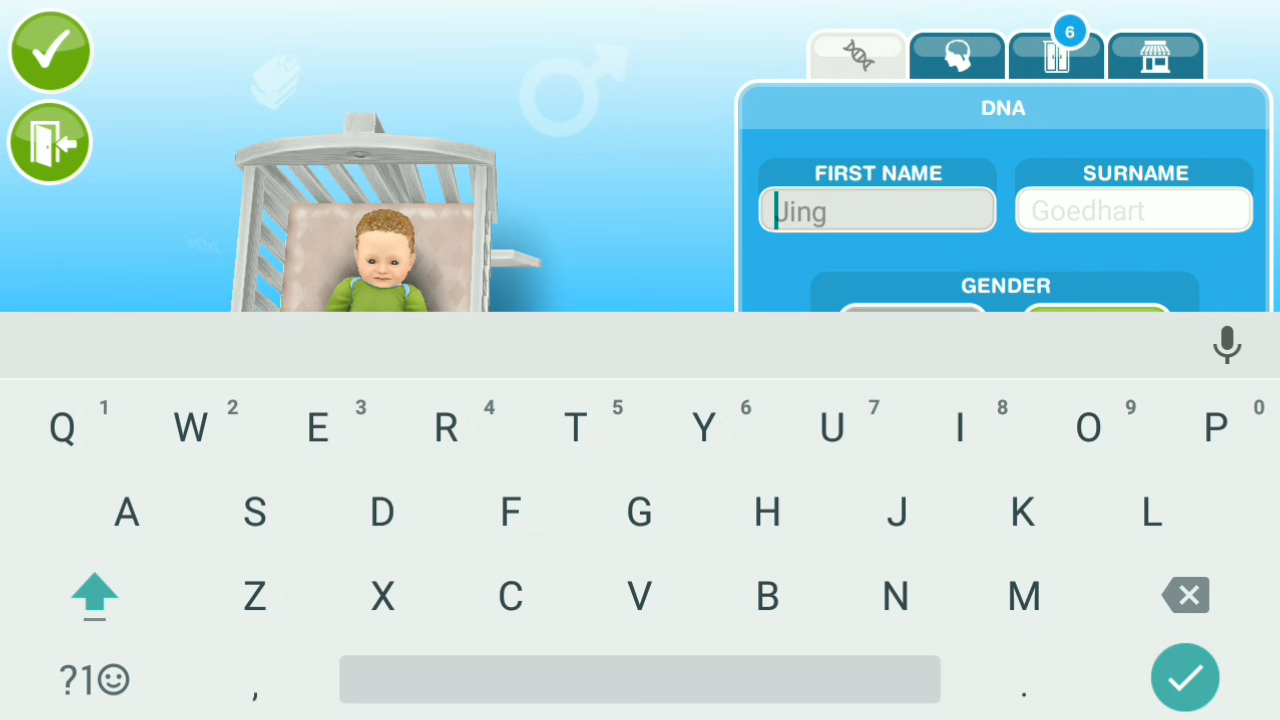 6
DNA
FIRST NAME SURNAME
Jing Goedhart
GENDER
Q 1 W 2 E 3 R 4 T 5 Y 6 U 7 I 8 O 9 P 0
A S D F G H J K L
Z X C V B N M
?1☺ , .